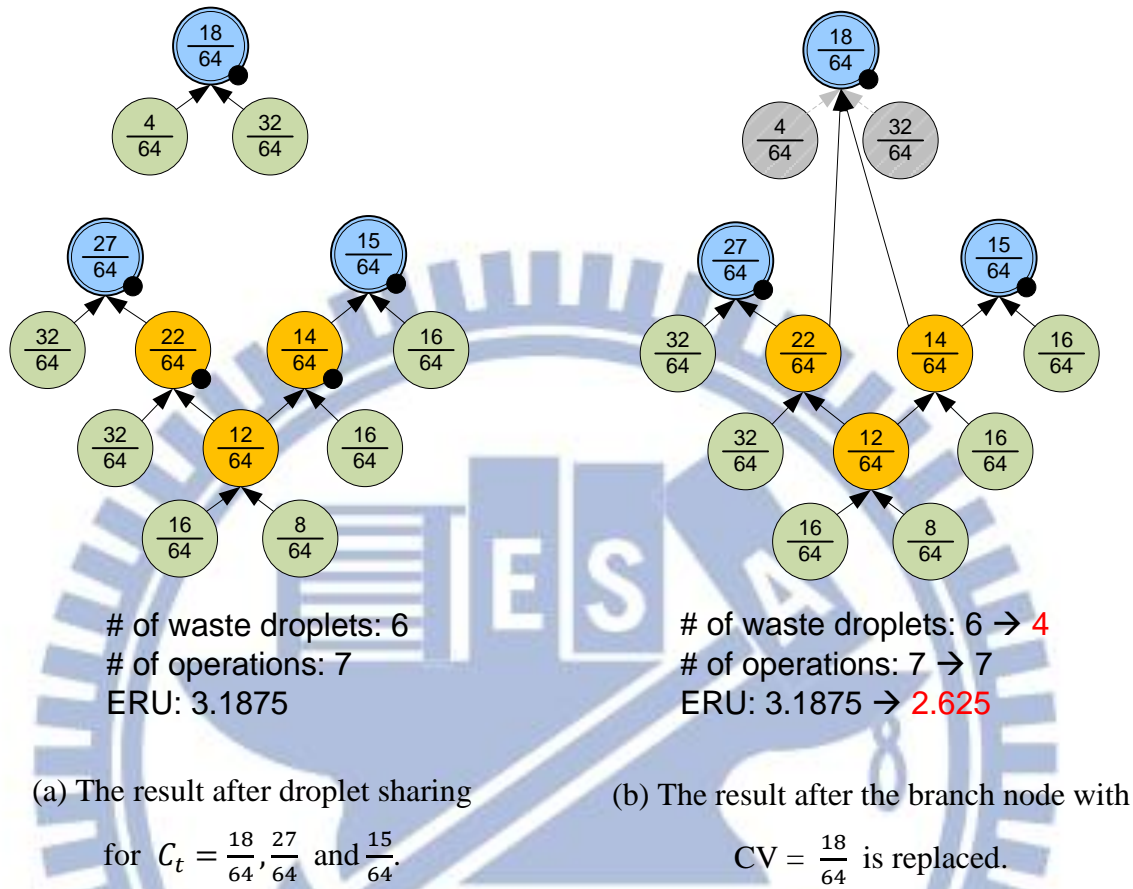 18/64
4/64 32/64
27/64 15/64
32/64 22/64 14/64 16/64
32/64 12/64 16/64
16/64 8/64
# of waste droplets: 6
# of operations: 7
ERU: 3.1875
(a) The result after droplet sharing
for C_t = 18/64, 27/64 and 15/64.
18/64
4/64 32/64
27/64 15/64
32/64 22/64 14/64 16/64
32/64 12/64 16/64
16/64 8/64
# of waste droplets: 6 → 4
# of operations: 7 → 7
ERU: 3.1875 → 2.625
(b) The result after the branch node with
CV = 18/64 is replaced.
E S A
8